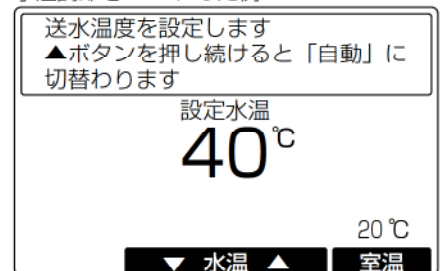 送水温度を設定します
▲ボタンを押し続けると「自動」に
切替わります
設定水温
40℃
20℃
▼ 水温 ▲ 室温